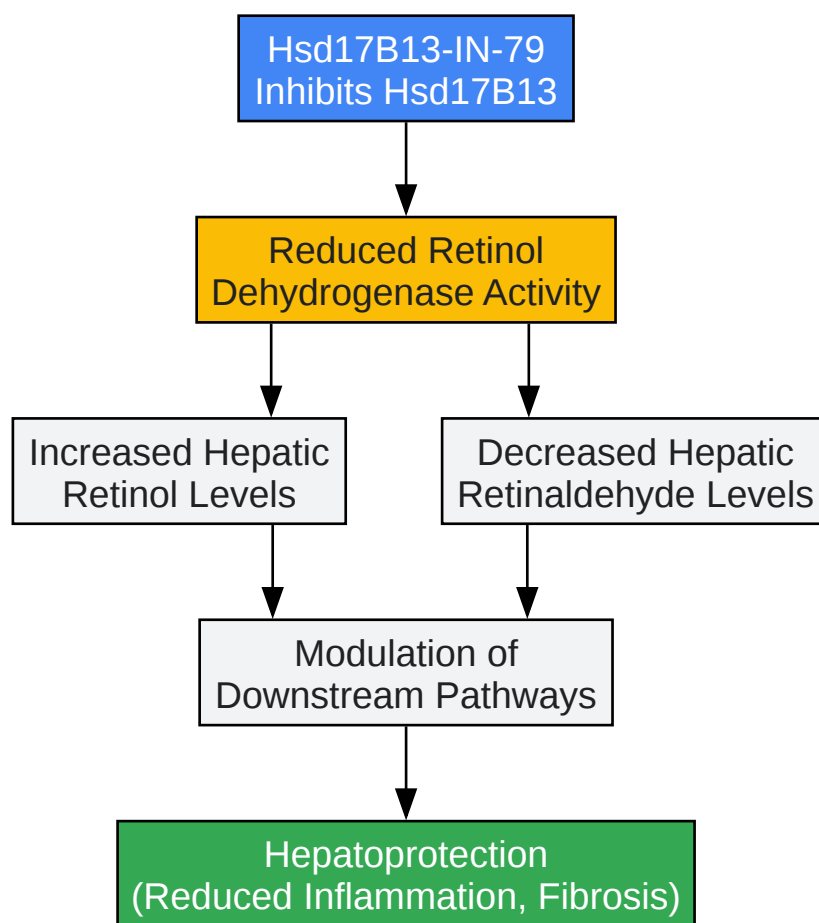 Hsd17B13-IN-79
Inhibits Hsd17B13
Reduced Retinol
Dehydrogenase Activity
Increased Hepatic
Retinol Levels
Decreased Hepatic
Retinaldehyde Levels
Modulation of
Downstream Pathways
Hepatoprotection
(Reduced Inflammation, Fibrosis)